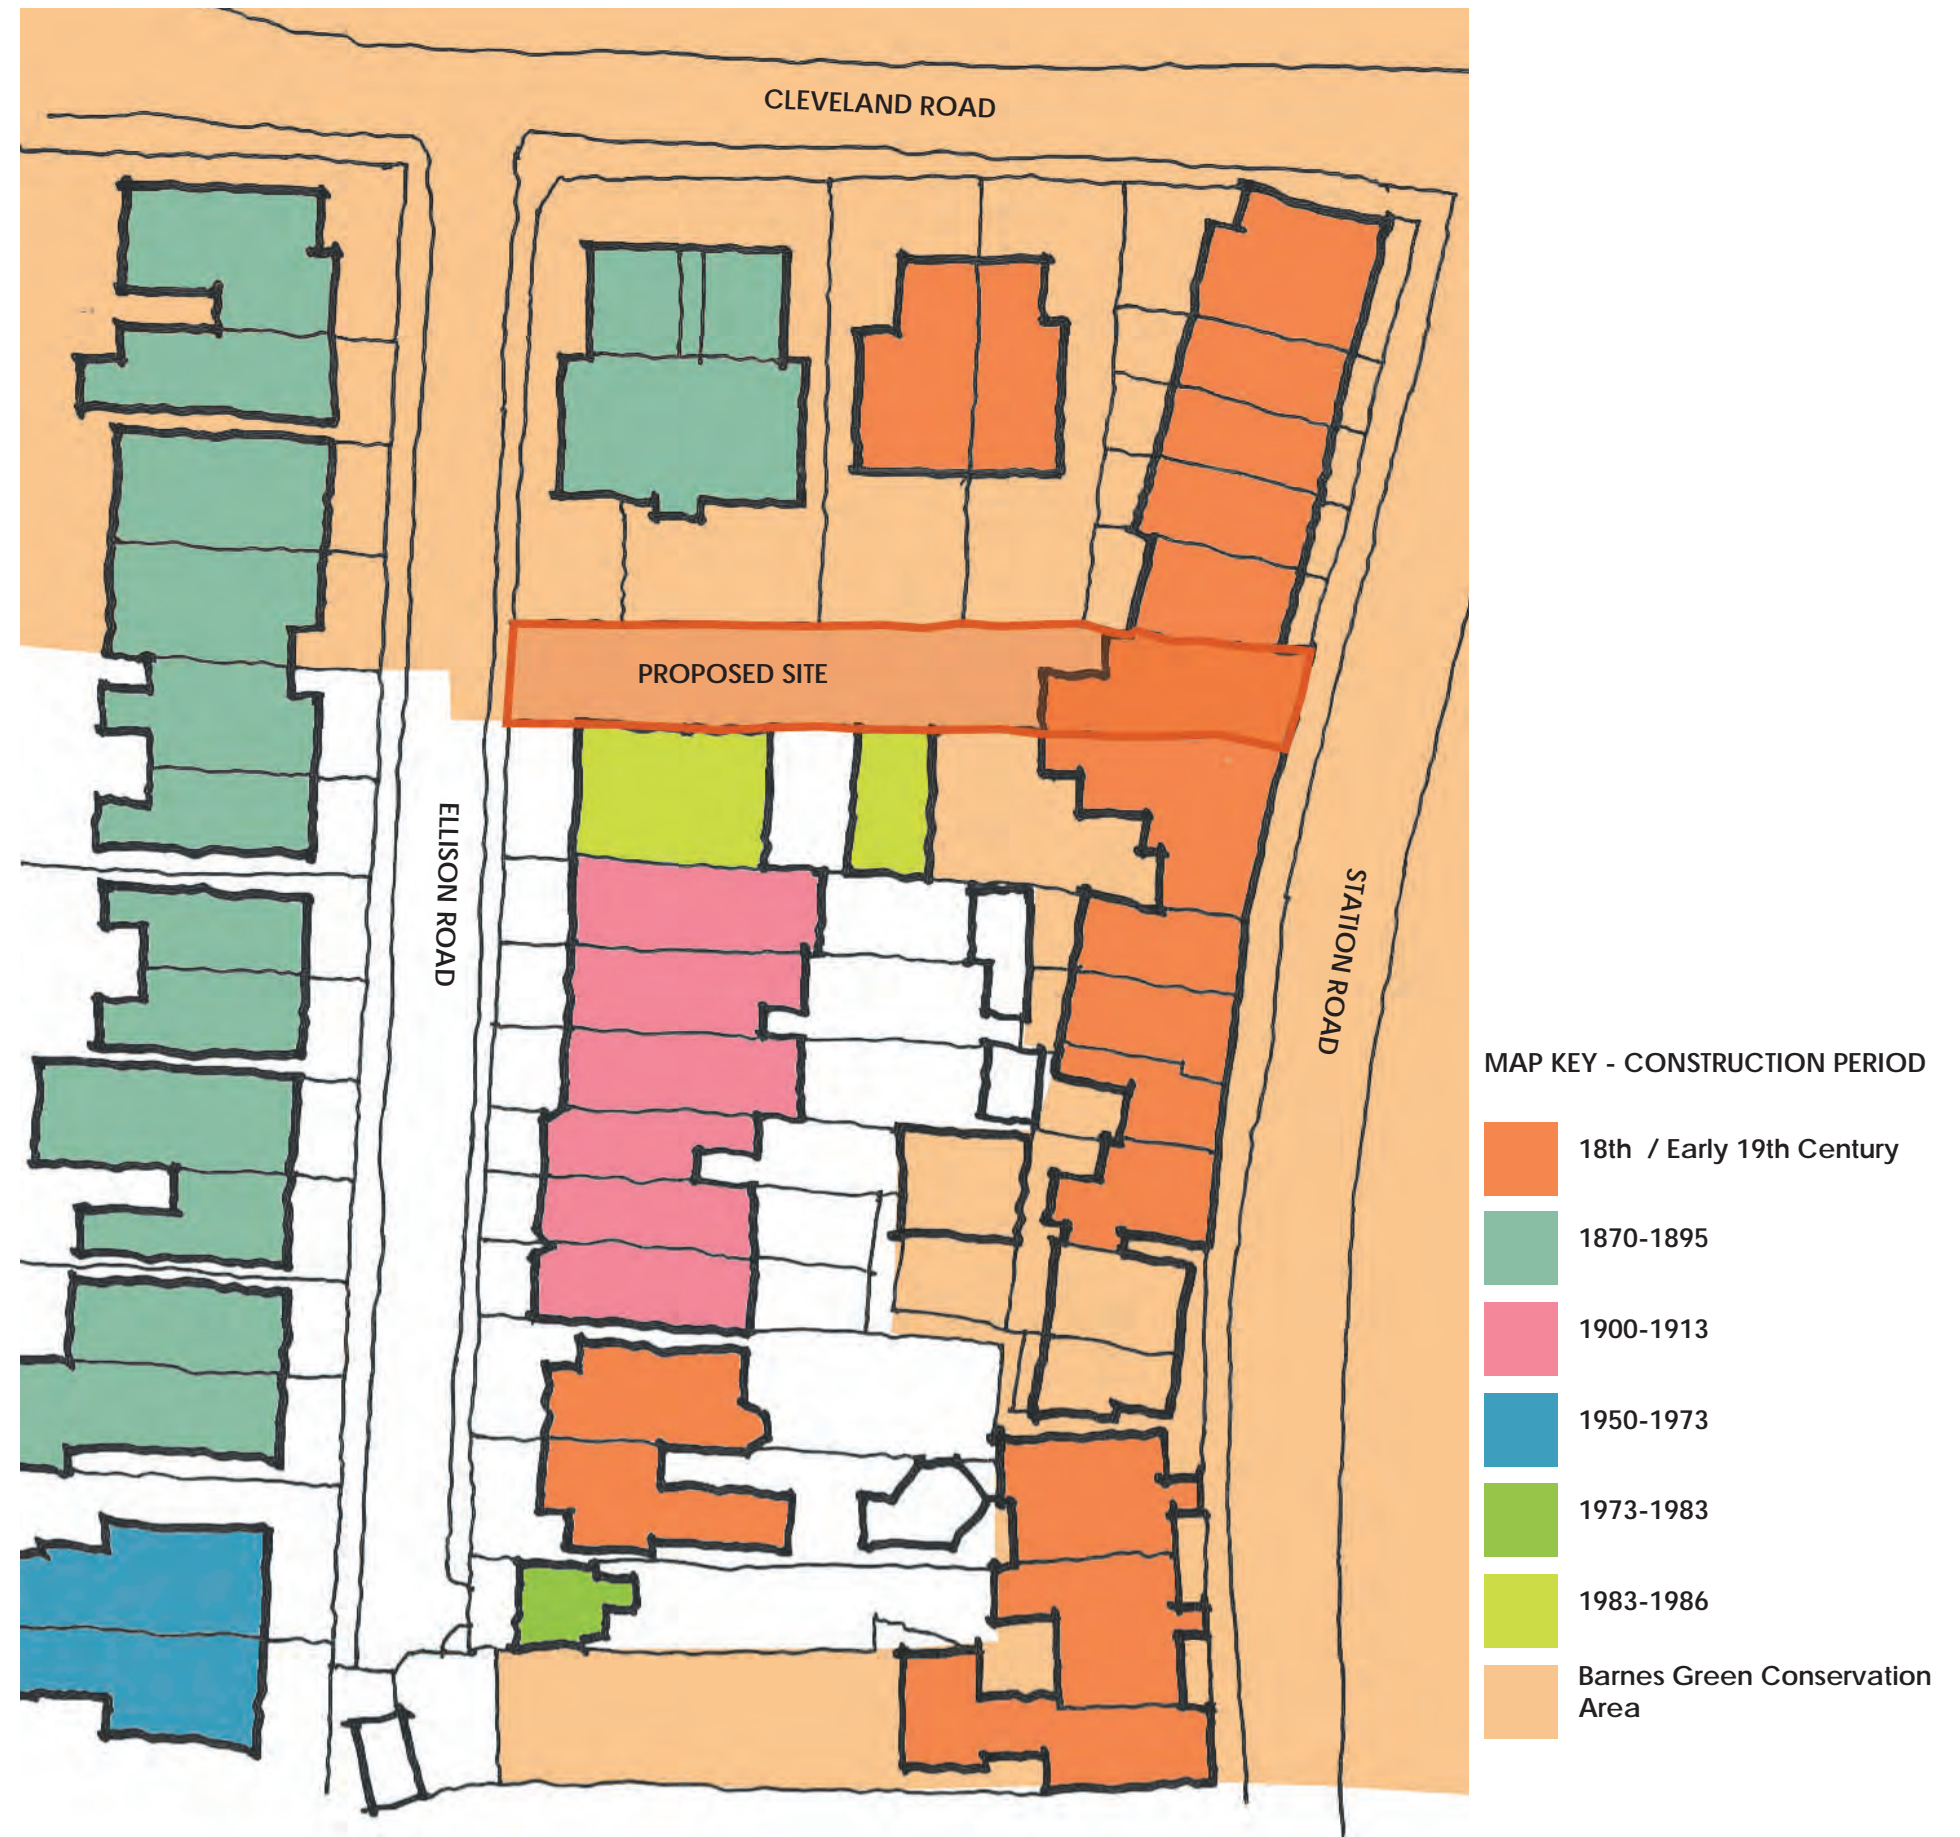 CLEVELAND ROAD
PROPOSED SITE
ELLISON ROAD
STATION ROAD
MAP KEY - CONSTRUCTION PERIOD
18th / Early 19th Century
1870-1895
1900-1913
1950-1973
1973-1983
1983-1986
Barnes Green Conservation
Area